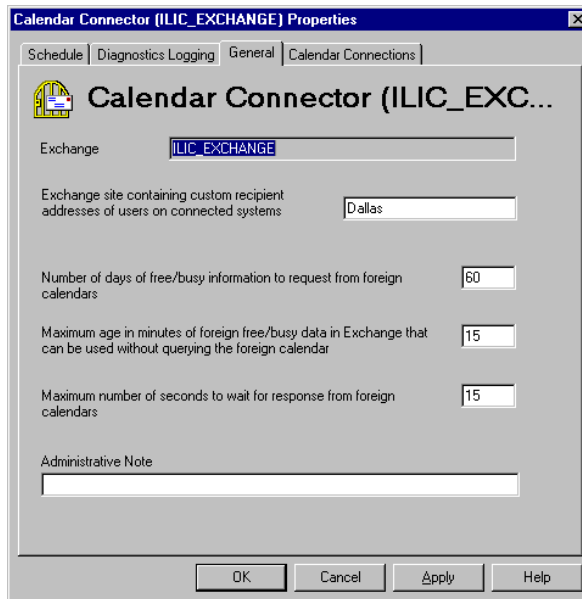 Calendar Connector (ILIC_EXCHANGE) Properties
Schedule Diagnostics Logging General Calendar Connections
Calendar Connector (ILIC_EXC...
Exchange ILIC_EXCHANGE
Exchange site containing custom recipient
addresses of users on connected systems
Dallas
Number of days of free/busy information to request from foreign
calendars
60
Maximum age in minutes of foreign free/busy data in Exchange that
can be used without querying the foreign calendar
15
Maximum number of seconds to wait for response from foreign
calendars
15
Administrative Note
OK Cancel Apply Help